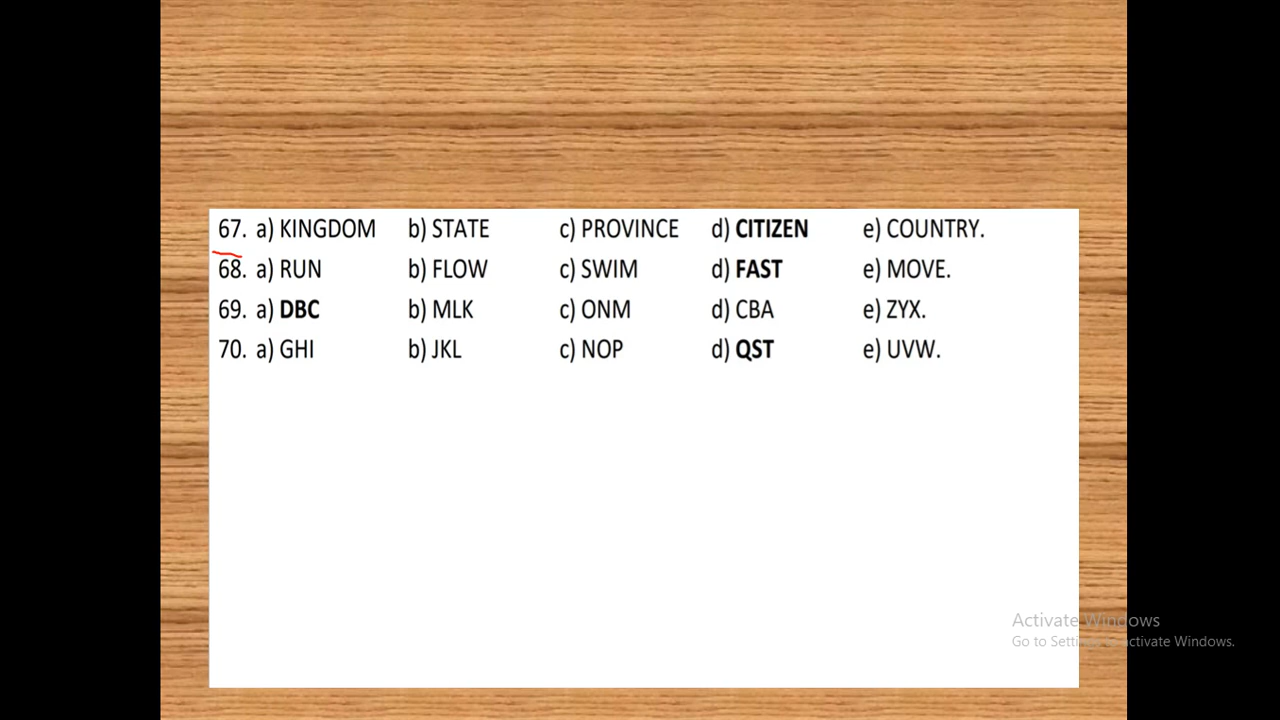 67. a) KINGDOM b) STATE c) PROVINCE d) CITIZEN e) COUNTRY.
68. a) RUN b) FLOW c) SWIM d) FAST e) MOVE.
69. a) DBC b) MLK c) ONM d) CBA e) ZYX.
70. a) GHI b) JKL c) NOP d) QST e) UVW.
Activate Windows
Go to Settings to activate Windows.